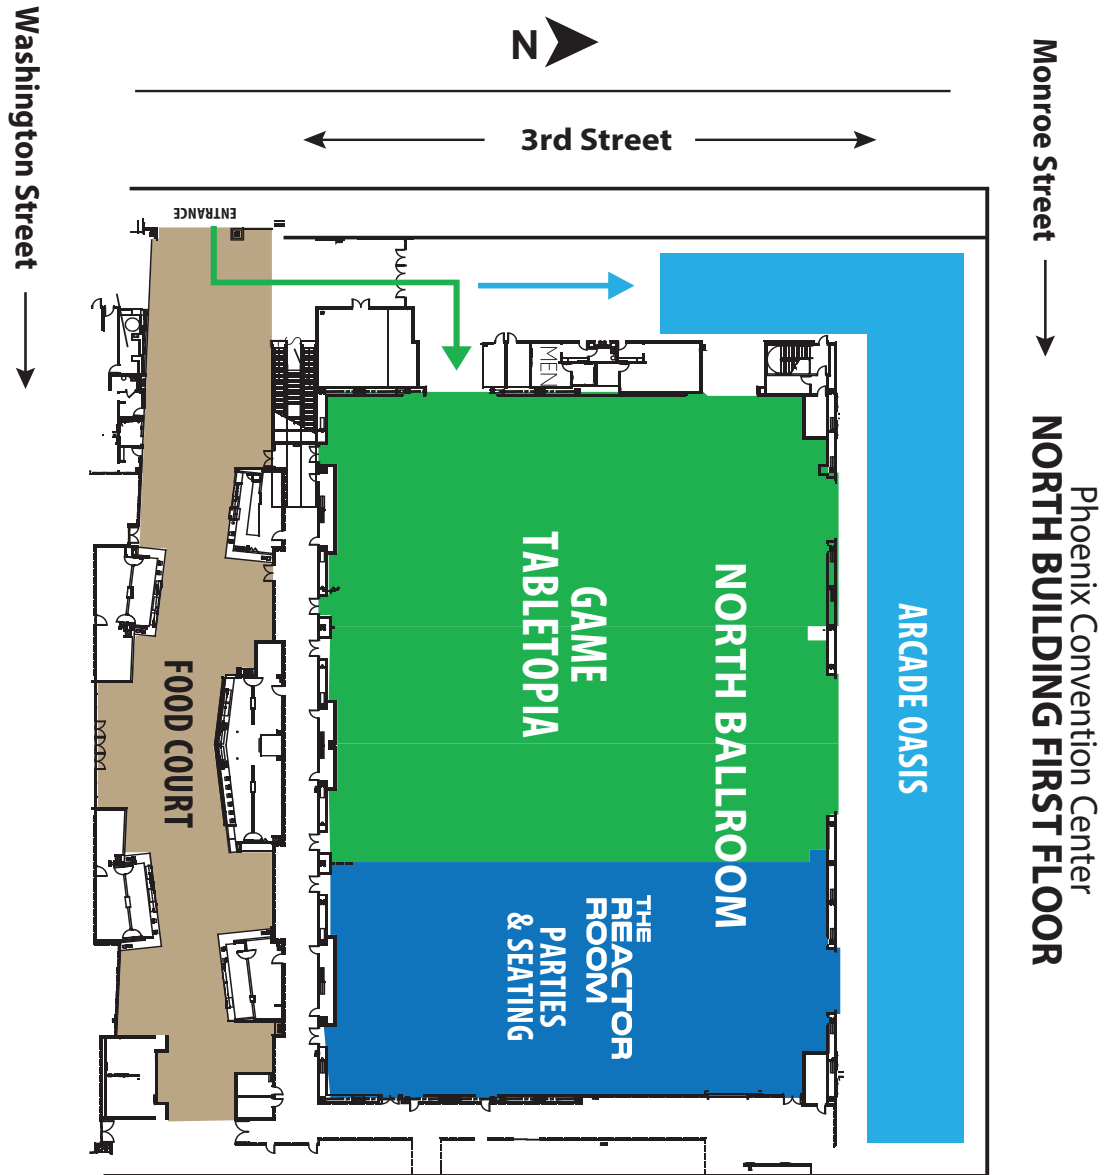 N
3rd Street
Washington Street
Monroe Street
Phoenix Convention Center
NORTH BUILDING FIRST FLOOR
ENTRANCE
MEN
GAME
TABLETOPIA
NORTH BALLROOM
ARCADE OASIS
FOOD COURT
THE
REACTOR
ROOM
PARTIES
& SEATING